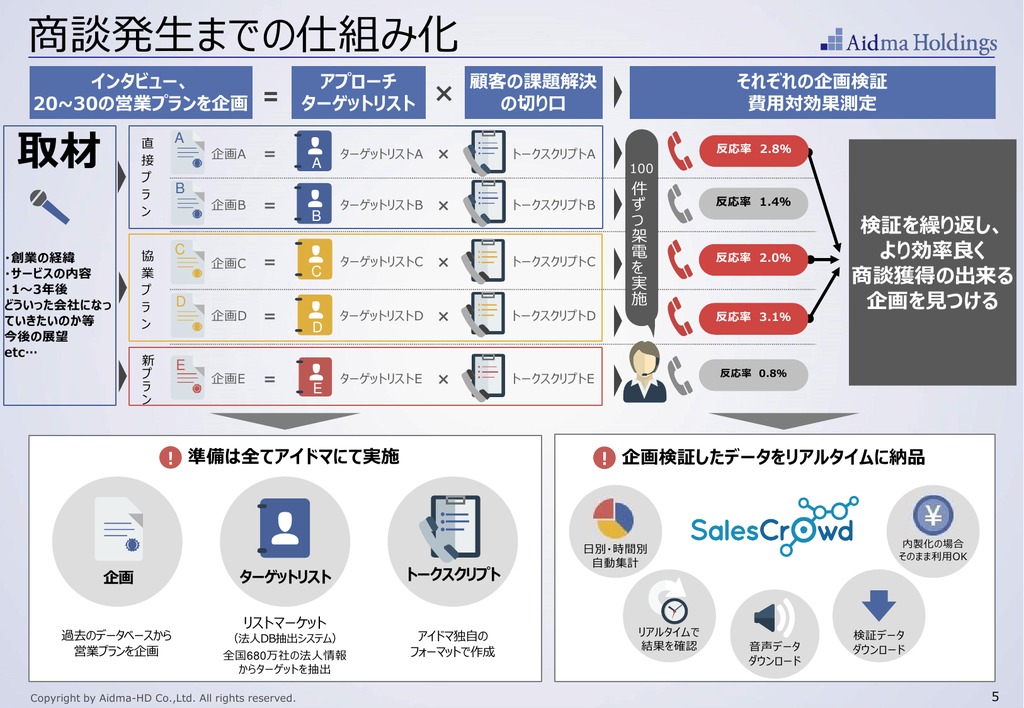 商談発生までの仕組み化
Aidma Holdings
インタビュー、
20~30の営業プランを企画
=
アプローチ
ターゲットリスト
×
顧客の課題解決
の切り口
それぞれの企画検証
費用対効果測定
取材
・創業の経緯
・サービスの内容
・1～3年後
どういった会社になっ
ていきたいのか等
今後の展望
etc…
直接プラン
A
企画A
=
A
ターゲットリストA
×
トークスクリプトA
B
企画B
=
B
ターゲットリストB
×
トークスクリプトB
協業プラン
C
企画C
=
C
ターゲットリストC
×
トークスクリプトC
D
企画D
=
D
ターゲットリストD
×
トークスクリプトD
新プラン
E
企画E
=
E
ターゲットリストE
×
トークスクリプトE
100件ずつ架電を実施
反応率 2.8%
反応率 1.4%
反応率 2.0%
反応率 3.1%
反応率 0.8%
検証を繰り返し、
より効率良く
商談獲得の出来る
企画を見つける
! 準備は全てアイドマにて実施
企画
過去のデータベースから
営業プランを企画
ターゲットリスト
リストマーケット
（法人DB抽出システム）
全国680万社の法人情報
からターゲットを抽出
トークスクリプト
アイドマ独自の
フォーマットで作成
! 企画検証したデータをリアルタイムに納品
日別・時間別
自動集計
SalesCrowd
¥
内製化の場合
そのまま利用OK
リアルタイムで
結果を確認
音声データ
ダウンロード
検証データ
ダウンロード
Copyright by Aidma-HD Co.,Ltd. All rights reserved.
5